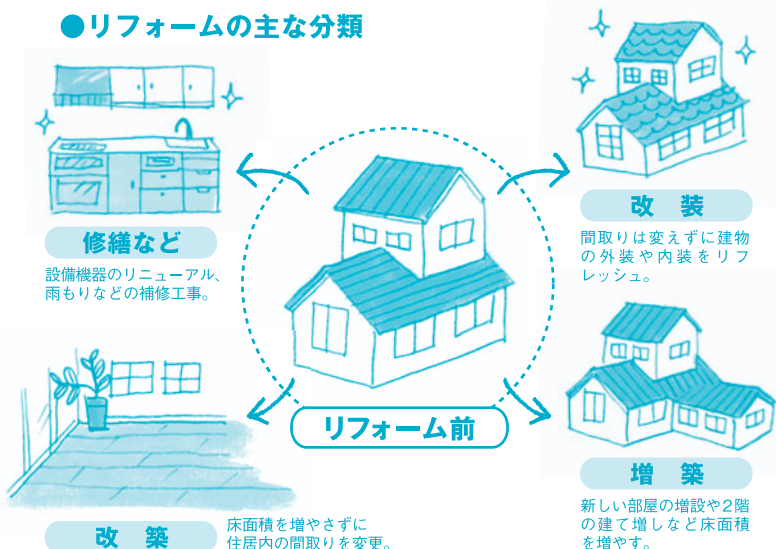 ●リフォームの主な分類
修繕など
設備機器のリニューアル、
雨もりなどの補修工事。
改　装
間取りは変えずに建物
の外装や内装をリフ
レッシュ。
リフォーム前
改　築
床面積を増やさずに
住居内の間取りを変更。
増　築
新しい部屋の増設や2階
の建て増しなど床面積
を増やす。